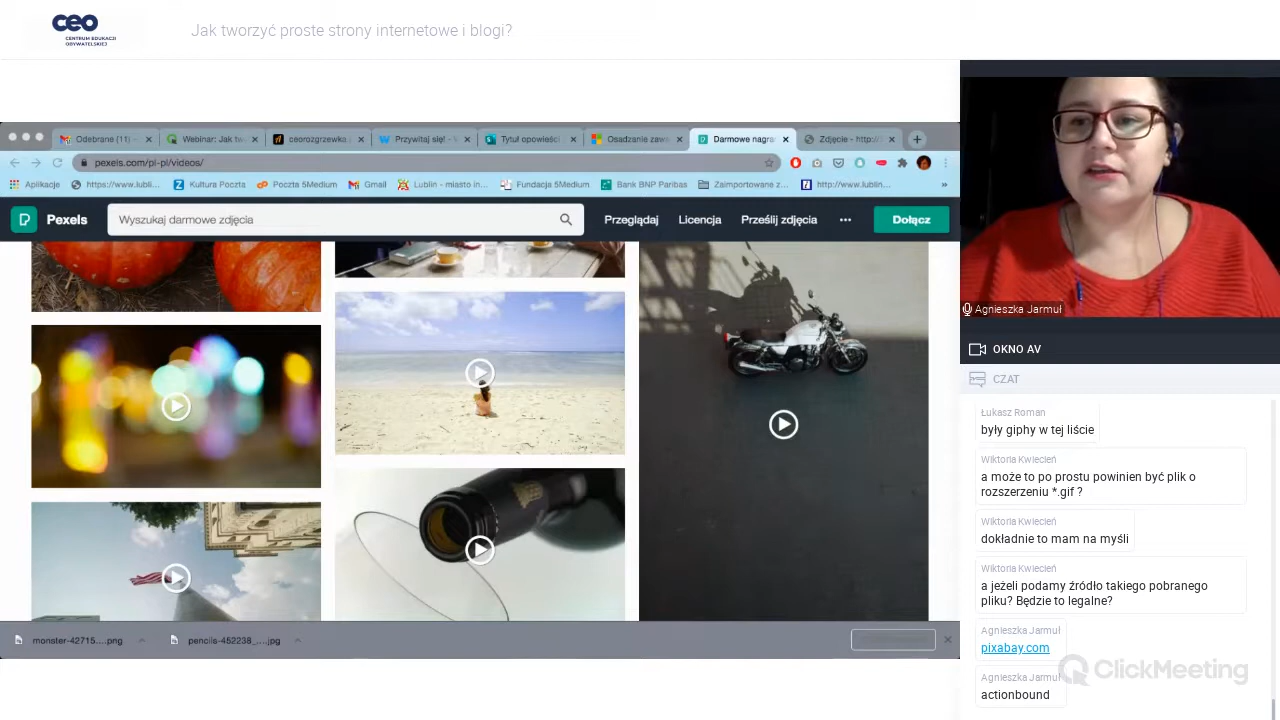 ceo
CENTRUM EDUKACJI
OBYWATELSKIEJ
Jak tworzyć proste strony internetowe i blogi?
Odebrane (11) –
Webinar: Jak tw
ceorozgrzewka
Przywitaj się! –
Tytuł opowieści
Osadzanie zaw
Darmowe nagra
Zdjęcie - http://
pexels.com/pl-pl/videos/
Aplikacje
https://www.lubli...
Kultura Poczta
Poczta 5Medium
Gmail
Lublin - miasto in...
Fundacja 5Medium
Bank BNP Paribas
Zaimportowane z...
http://www.lublin...
»
Pexels
Wyszukaj darmowe zdjęcia
Przeglądaj
Licencja
Prześlij zdjęcia
•••
Dołącz
monster-42715....png
pencils-452238_....jpg
Agnieszka Jarmuł
OKNO AV
CZAT
Łukasz Roman
były giphy w tej liście
Wiktoria Kwiecień
a może to po prostu powinien być plik o
rozszerzeniu *.gif ?
Wiktoria Kwiecień
dokładnie to mam na myśli
Wiktoria Kwiecień
a jeżeli podamy źródło takiego pobranego
pliku? Będzie to legalne?
Agnieszka Jarmuł
pixabay.com
Agnieszka Jarmuł
actionbound
ClickMeeting